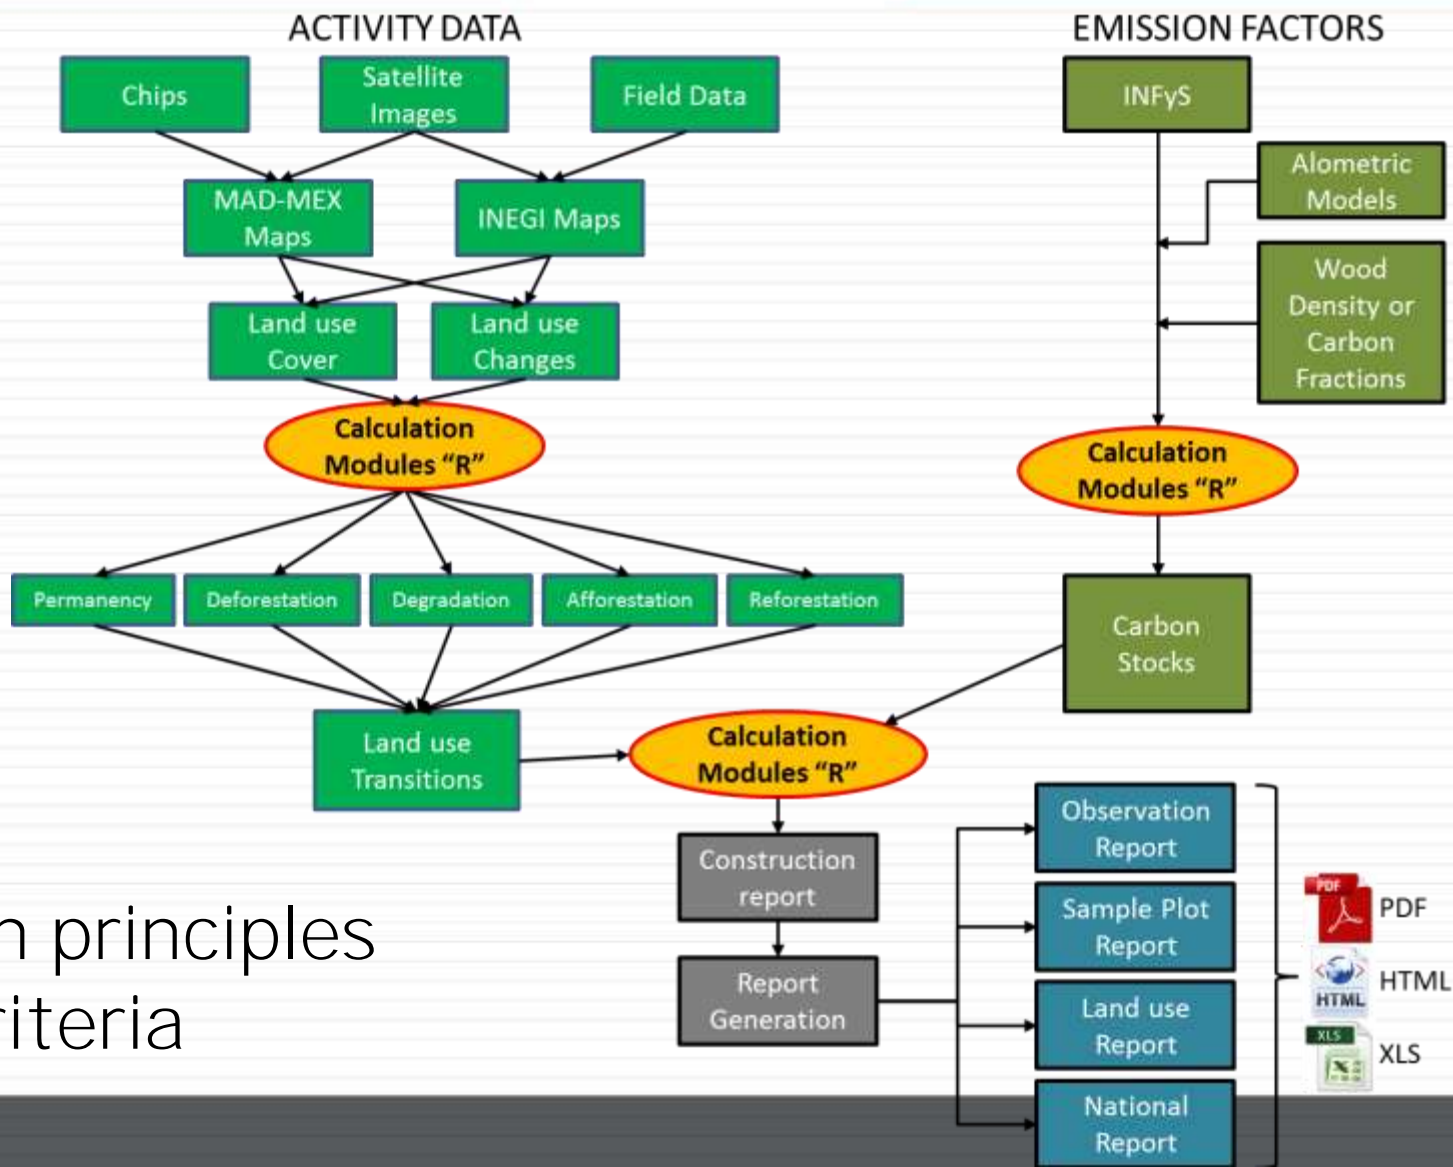 ACTIVITY DATA
EMISSION FACTORS
Chips
Satellite
Images
Field Data
INFyS
Alometric
Models
MAD-MEX
Maps
INEGI Maps
Wood
Density or
Carbon
Fractions
Land use
Cover
Land use
Changes
Calculation
Modules “R”
Calculation
Modules “R”
Permanency
Deforestation
Degradation
Afforestation
Reforestation
Carbon
Stocks
Land use
Transitions
Calculation
Modules “R”
Construction
report
Report
Generation
Observation
Report
Sample Plot
Report
Land use
Report
National
Report
PDF
PDF
HTML
HTML
XLS
XLS
n principles
riteria